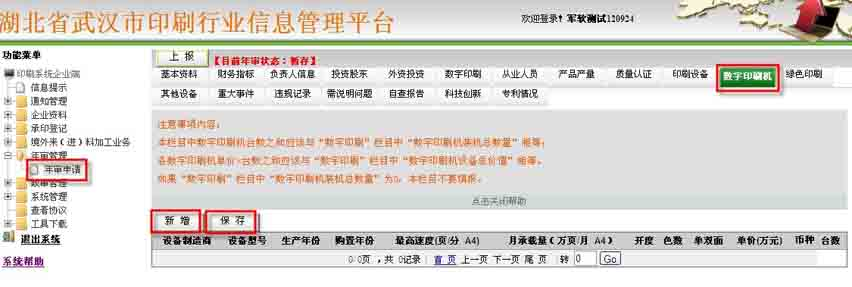 湖北省武汉市印刷行业信息管理平台
欢迎登录! 军软测试120924
功能菜单
印刷系统企业端
信息提示
通知管理
企业资料
承印登记
境外来（进）料加工业务
年审管理
年审申请
系统管理
查看协议
工具下载
退出系统
系统帮助
上 报
【目前年审状态：暂存】
基本资料 财务指标 负责人信息 投资股东 外资投资 数字印刷 从业人员 产品产量 质量认证 印刷设备 数字印刷机 绿色印刷
其他设备 重大事件 违规记录 需说明问题 自查报告 科技创新 专利情况
注意事项内容:
本栏目中数字印刷机台数之和应该与“数字印刷”栏目中“数字印刷机装机总数量”相等;
各数字印刷机单价×台数之和应该与“数字印刷”栏目中“数字印刷机设备总价值”相等。
如果“数字印刷”栏目中“数字印刷机装机总数量”为0, 本栏目不要填报。
点击关闭帮助
新 增
保 存
设备制造商 设备型号 生产年份 购置年份 最高速度(页/分 A4) 月承载量（万页/月 A4） 开度 色数 单双面 单价(万元) 币种 台数
0/0页 , 共 0记录 | 首 页 上一页 下一页 尾 页 | 转 0 Go